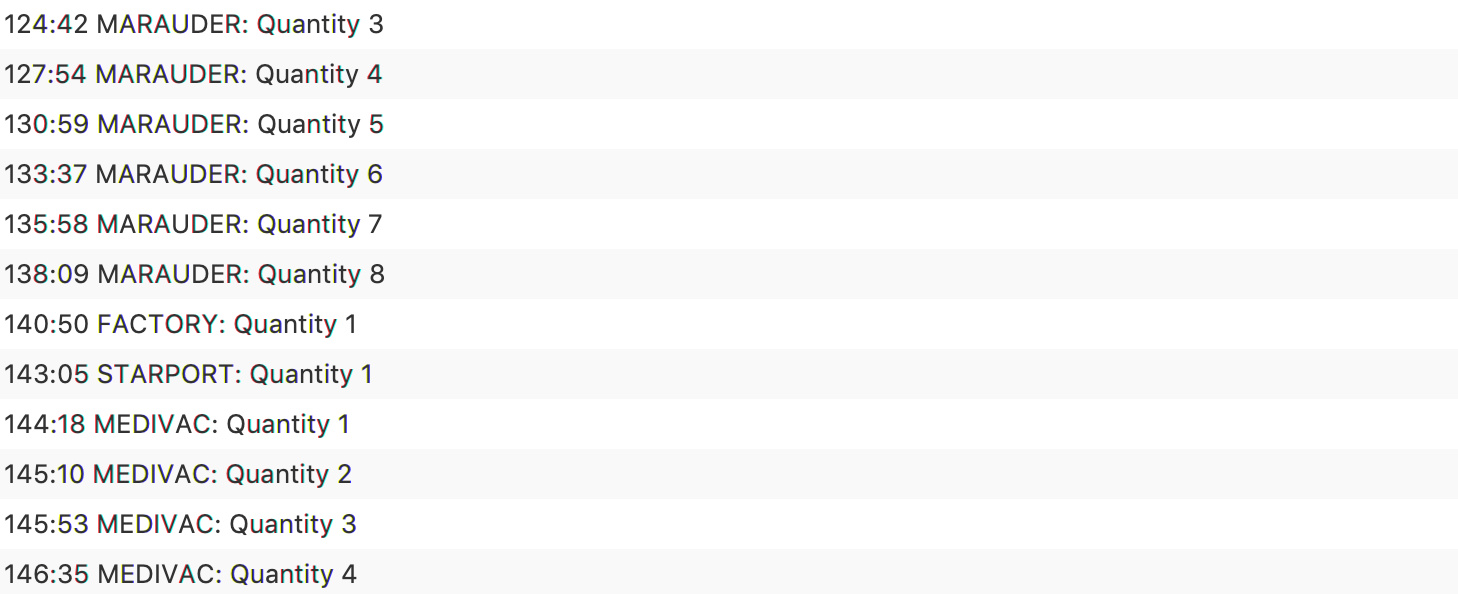 124:42 MARAUDER: Quantity 3
127:54 MARAUDER: Quantity 4
130:59 MARAUDER: Quantity 5
133:37 MARAUDER: Quantity 6
135:58 MARAUDER: Quantity 7
138:09 MARAUDER: Quantity 8
140:50 FACTORY: Quantity 1
143:05 STARPORT: Quantity 1
144:18 MEDIVAC: Quantity 1
145:10 MEDIVAC: Quantity 2
145:53 MEDIVAC: Quantity 3
146:35 MEDIVAC: Quantity 4